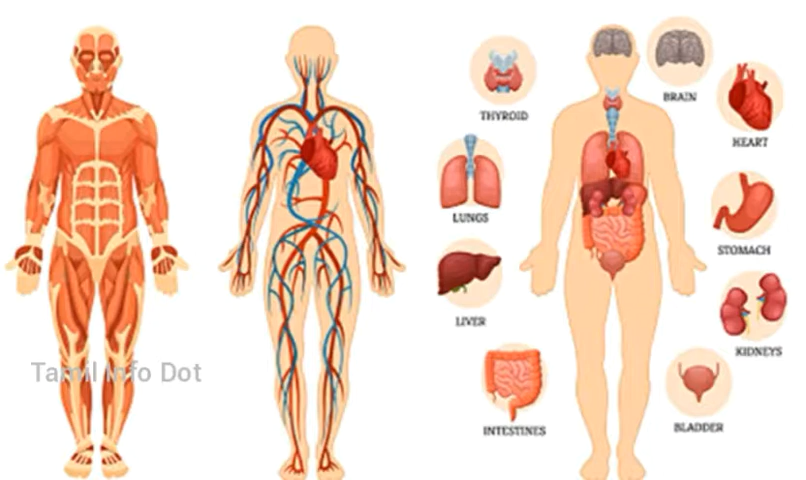 THYROID
BRAIN
HEART
LUNGS
STOMACH
LIVER
KIDNEYS
Tamil Info Dot
INTESTINES
BLADDER